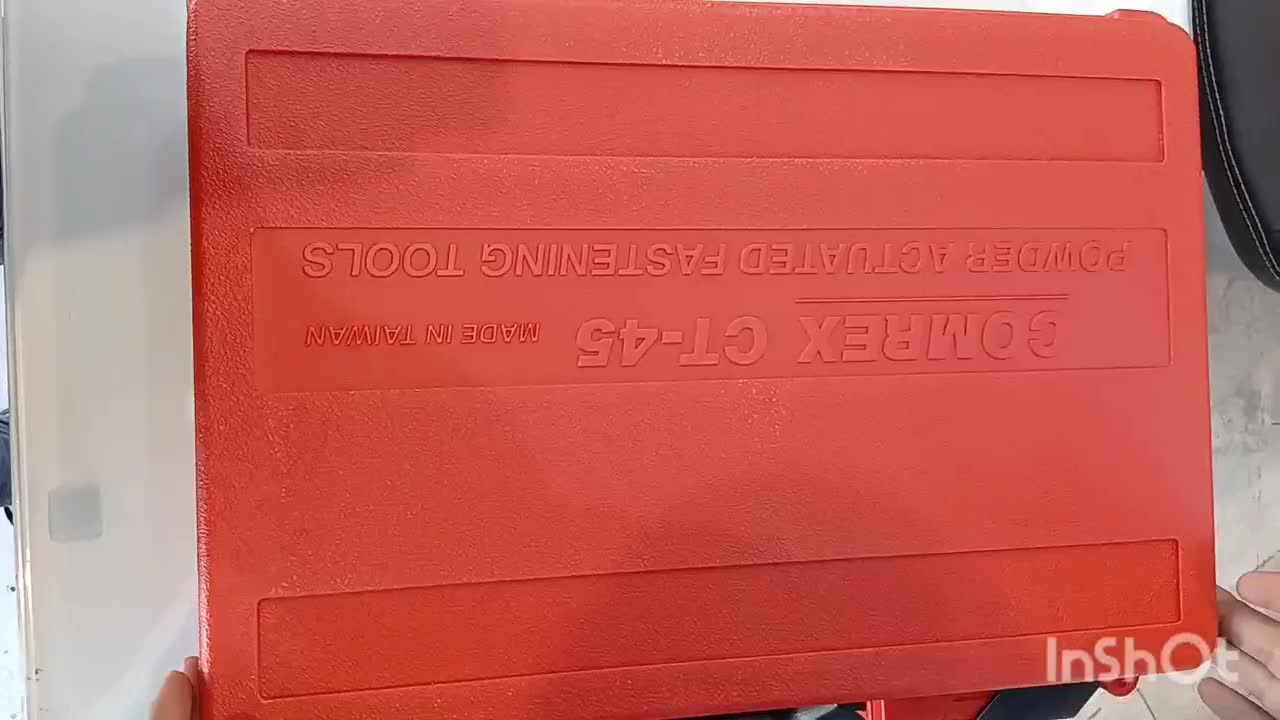 COMREX CT-45 MADE IN TAIWAN
POWDER ACTUATED FASTENING TOOLS
InShOt